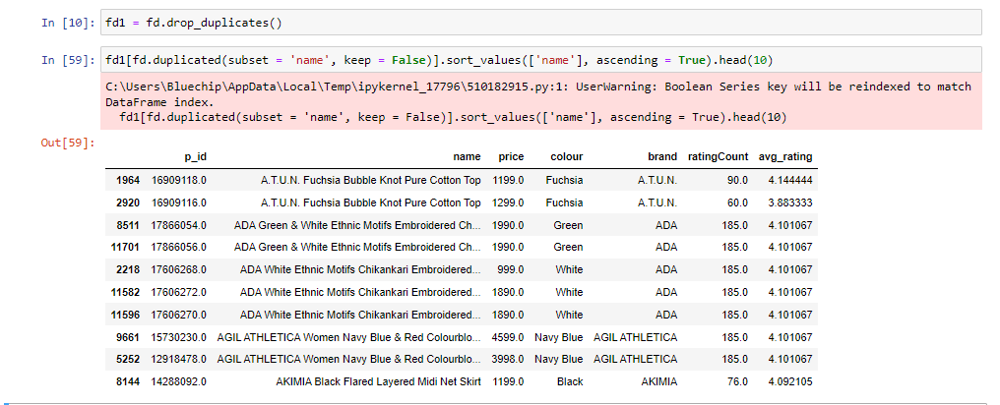 In [10]: fd1 = fd.drop_duplicates()
In [59]: fd1[fd.duplicated(subset = 'name', keep = False)].sort_values(['name'], ascending = True).head(10)
C:\Users\Bluechip\AppData\Local\Temp\ipykernel_17796\510182915.py:1: UserWarning: Boolean Series key will be reindexed to match
DataFrame index.
fd1[fd.duplicated(subset = 'name', keep = False)].sort_values(['name'], ascending = True).head(10)
Out[59]:
p_id name price colour brand ratingCount avg_rating
1964 16909118.0 A.T.U.N. Fuchsia Bubble Knot Pure Cotton Top 1199.0 Fuchsia A.T.U.N. 90.0 4.144444
2920 16909116.0 A.T.U.N. Fuchsia Bubble Knot Pure Cotton Top 1299.0 Fuchsia A.T.U.N. 60.0 3.883333
8511 17866054.0 ADA Green & White Ethnic Motifs Embroidered Ch... 1990.0 Green ADA 185.0 4.101067
11701 17866056.0 ADA Green & White Ethnic Motifs Embroidered Ch... 1990.0 Green ADA 185.0 4.101067
2218 17606268.0 ADA White Ethnic Motifs Chikankari Embroidered... 999.0 White ADA 185.0 4.101067
11582 17606272.0 ADA White Ethnic Motifs Chikankari Embroidered... 1890.0 White ADA 185.0 4.101067
11596 17606270.0 ADA White Ethnic Motifs Chikankari Embroidered... 1890.0 White ADA 185.0 4.101067
9661 15730230.0 AGIL ATHLETICA Women Navy Blue & Red Colourblo... 4599.0 Navy Blue AGIL ATHLETICA 185.0 4.101067
5252 12918478.0 AGIL ATHLETICA Women Navy Blue & Red Colourblo... 3998.0 Navy Blue AGIL ATHLETICA 185.0 4.101067
8144 14288092.0 AKIMIA Black Flared Layered Midi Net Skirt 1199.0 Black AKIMIA 76.0 4.092105